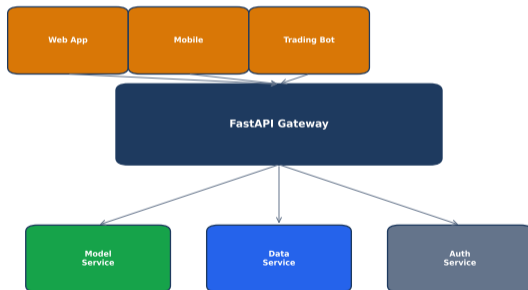 Web App
Mobile
Trading Bot
FastAPI Gateway
Model
Service
Data
Service
Auth
Service